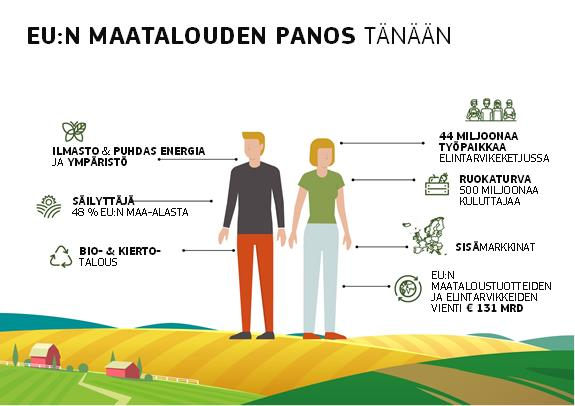 EU:N MAATALOUDEN PANOS TÄNÄÄN
ILMASTO & PUHDAS ENERGIA
JA YMPÄRISTÖ
SÄILYTTÄJÄ
48 % EU:N MAA-ALASTA
BIO- & KIERTO-
TALOUS
44 MILJOONAA
TYÖPAIKKAA
ELINTARVIKEKETJUSSA
RUOKATURVA
500 MILJOONAA
KULUTTAJAA
SISÄMARKKINAT
EU:N
MAATALOUSTUOTTEIDEN
JA ELINTARVIKKEIDEN
VIENTI € 131 MRD